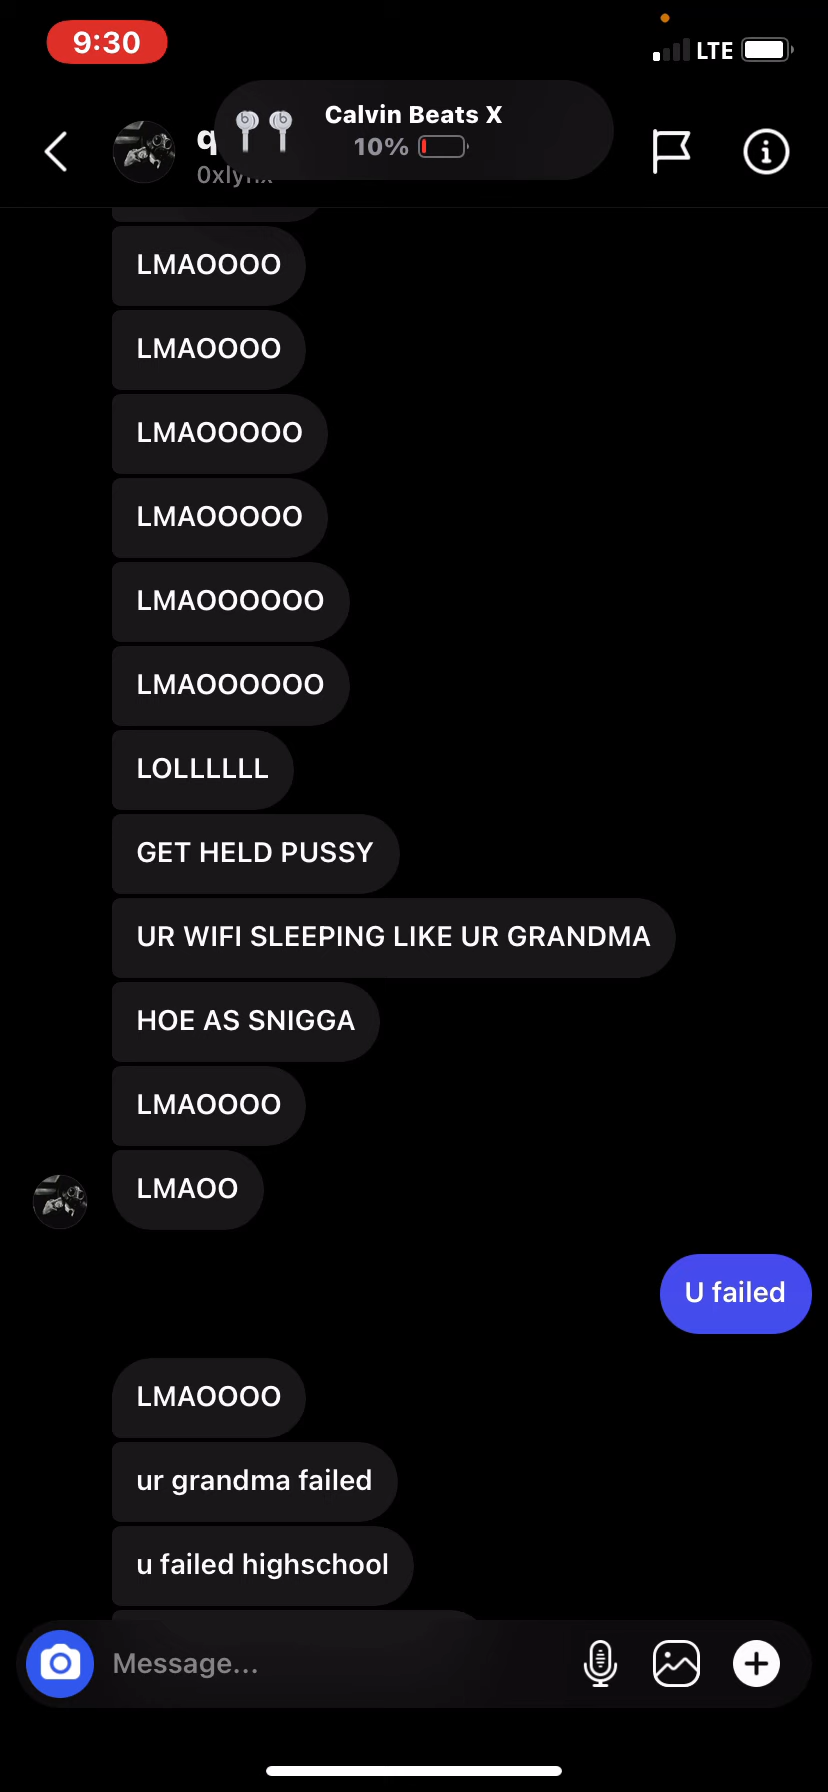 9:30
LTE
Calvin Beats X
10%
q
LMAOOOO
LMAOOOO
LMAOOOOO
LMAOOOOO
LMAOOOOOO
LMAOOOOOO
LOLLLLLL
GET HELD PUSSY
UR WIFI SLEEPING LIKE UR GRANDMA
HOE AS SNIGGA
LMAOOOO
LMAOO
U failed
LMAOOOO
ur grandma failed
u failed highschool
Message...